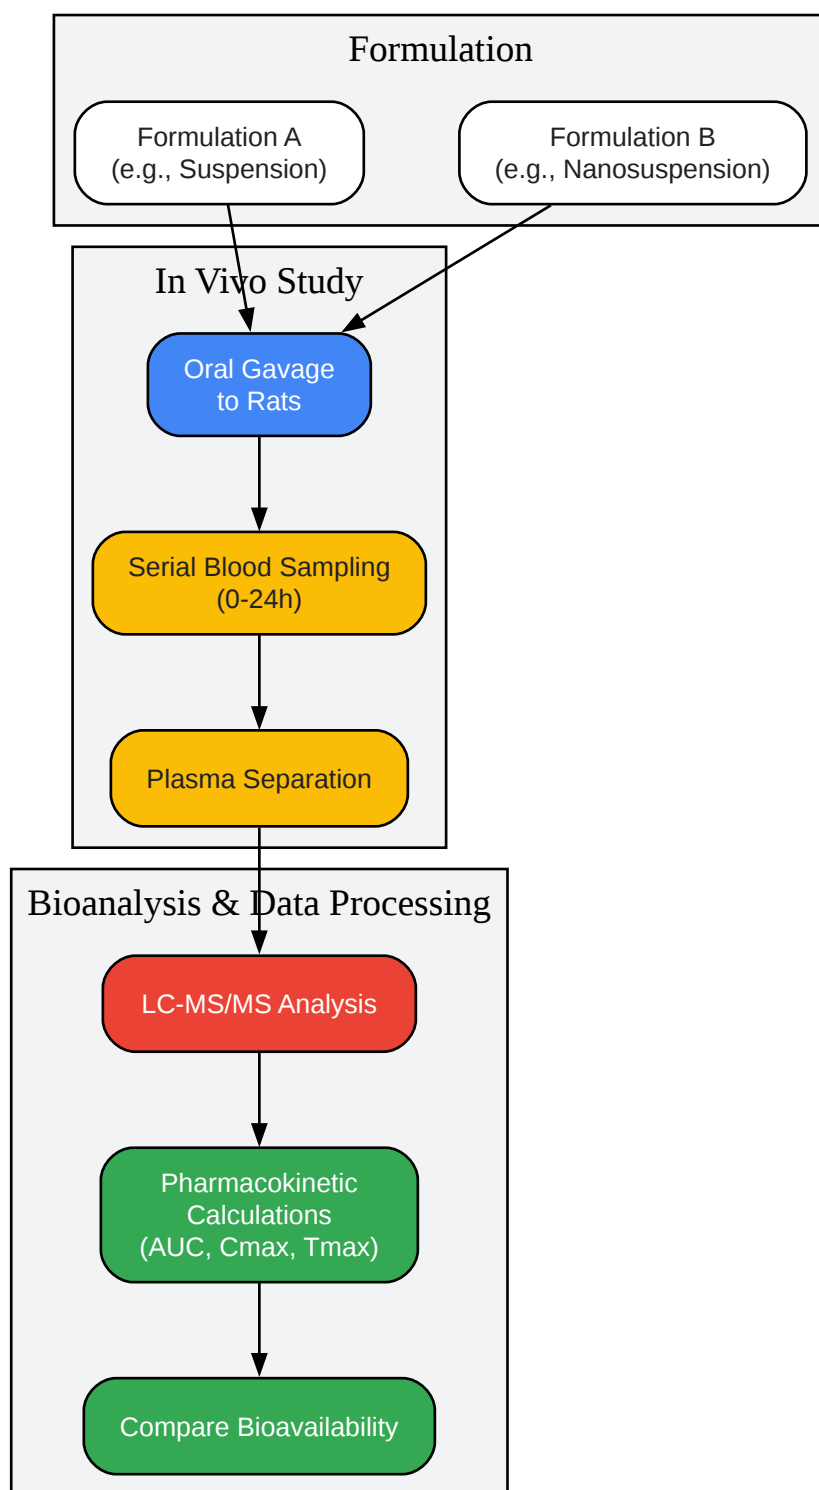 Formulation
Formulation A
(e.g., Suspension)
Formulation B
(e.g., Nanosuspension)
In Vivo Study
Oral Gavage
to Rats
Serial Blood Sampling
(0-24h)
Plasma Separation
Bioanalysis & Data Processing
LC-MS/MS Analysis
Pharmacokinetic
Calculations
(AUC, Cmax, Tmax)
Compare Bioavailability